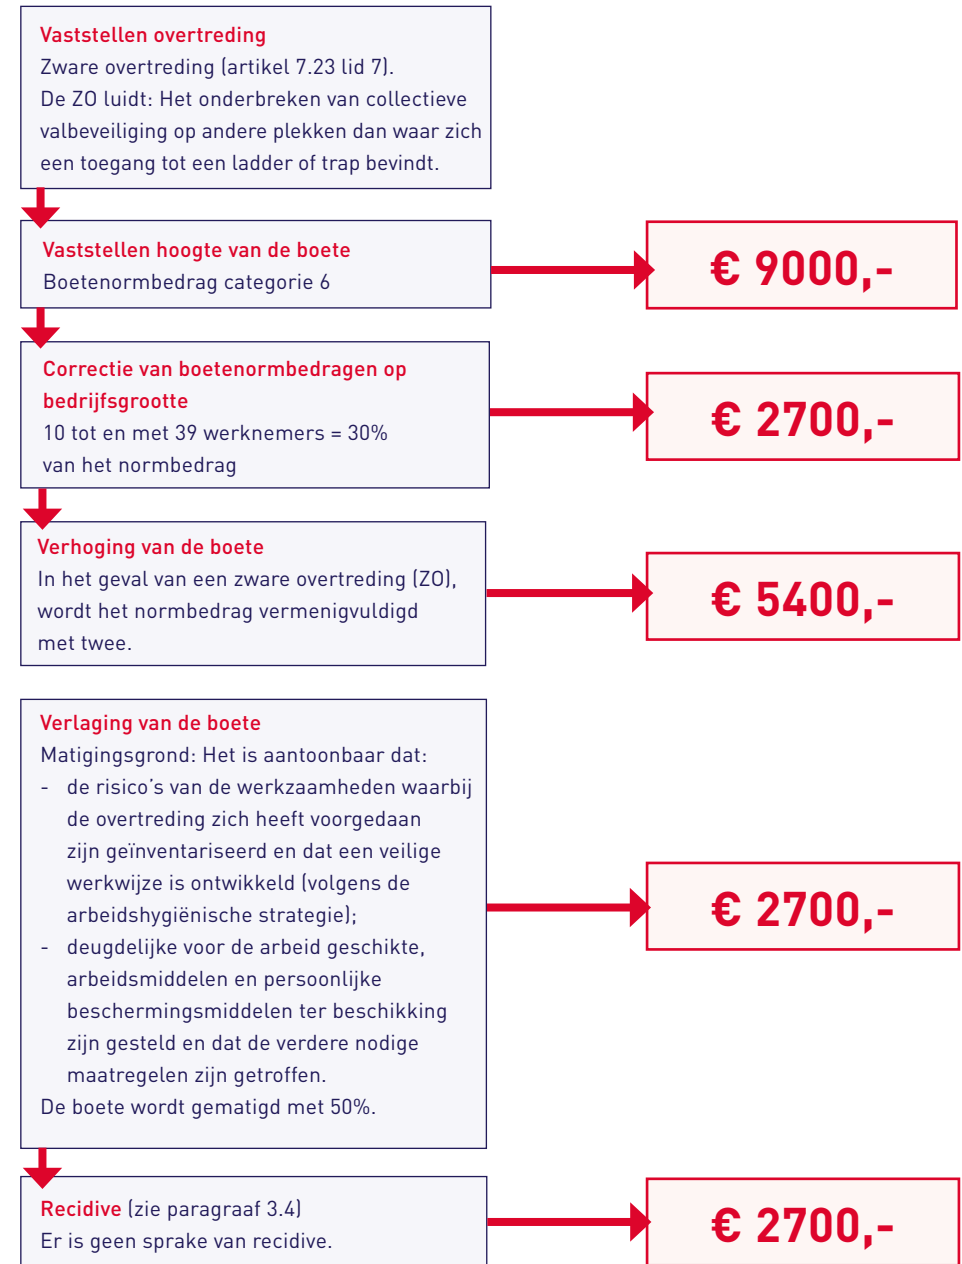 Vaststellen overtreding
Zware overtreding (artikel 7.23 lid 7).
De ZO luidt: Het onderbreken van collectieve
valbeveiliging op andere plekken dan waar zich
een toegang tot een ladder of trap bevindt.
Vaststellen hoogte van de boete
Boetenormbedrag categorie 6
€ 9000,-
Correctie van boetenormbedragen op
bedrijfsgrootte
10 tot en met 39 werknemers = 30%
van het normbedrag
€ 2700,-
Verhoging van de boete
In het geval van een zware overtreding (ZO),
wordt het normbedrag vermenigvuldigd
met twee.
€ 5400,-
Verlaging van de boete
Matigingsgrond: Het is aantoonbaar dat:
- de risico's van de werkzaamheden waarbij
de overtreding zich heeft voorgedaan
zijn geïnventariseerd en dat een veilige
werkwijze is ontwikkeld (volgens de
arbeidshygiënische strategie);
- deugdelijke voor de arbeid geschikte,
arbeidsmiddelen en persoonlijke
beschermingsmiddelen ter beschikking
zijn gesteld en dat de verdere nodige
maatregelen zijn getroffen.
De boete wordt gematigd met 50%.
€ 2700,-
Recidive (zie paragraaf 3.4)
Er is geen sprake van recidive.
€ 2700,-